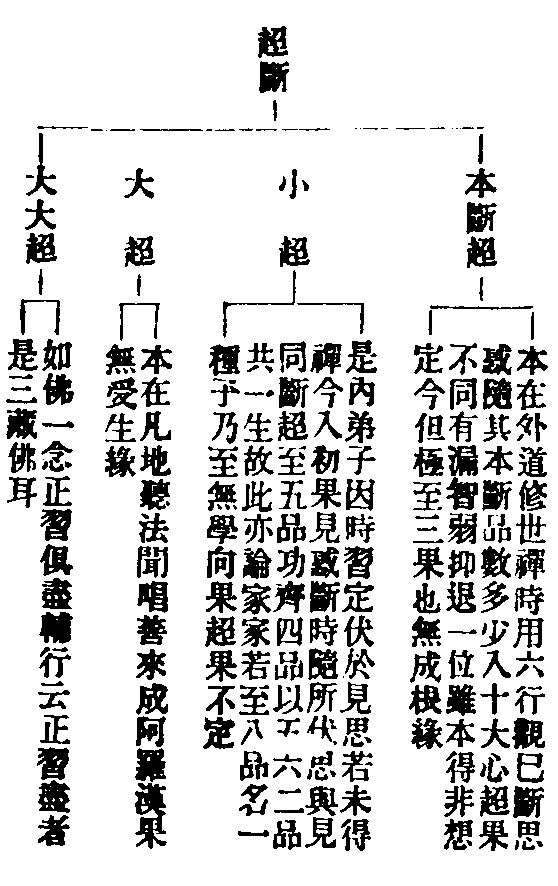 超斷
本斷超
本在外道修世禪時用六行觀已斷思
惑隨其本斷品數多少入十六心超果
不同有漏智弱抑退一位雖本得非想
定今但極至三果也無成枝緣
小超
是內弟子因時習定伏於見思若未得
禪今入初果見惑斷時隨所伏思與見
同斷超至五品功齊四品以五六二品
共一生故此亦論家家若至八品名一
種子乃至無學向果超果不定
大超
本在凡地聽法聞唱善來成阿羅漢果
無受生緣
大大超
如佛一念正習俱盡輔行云正習盡者
是三藏佛耳